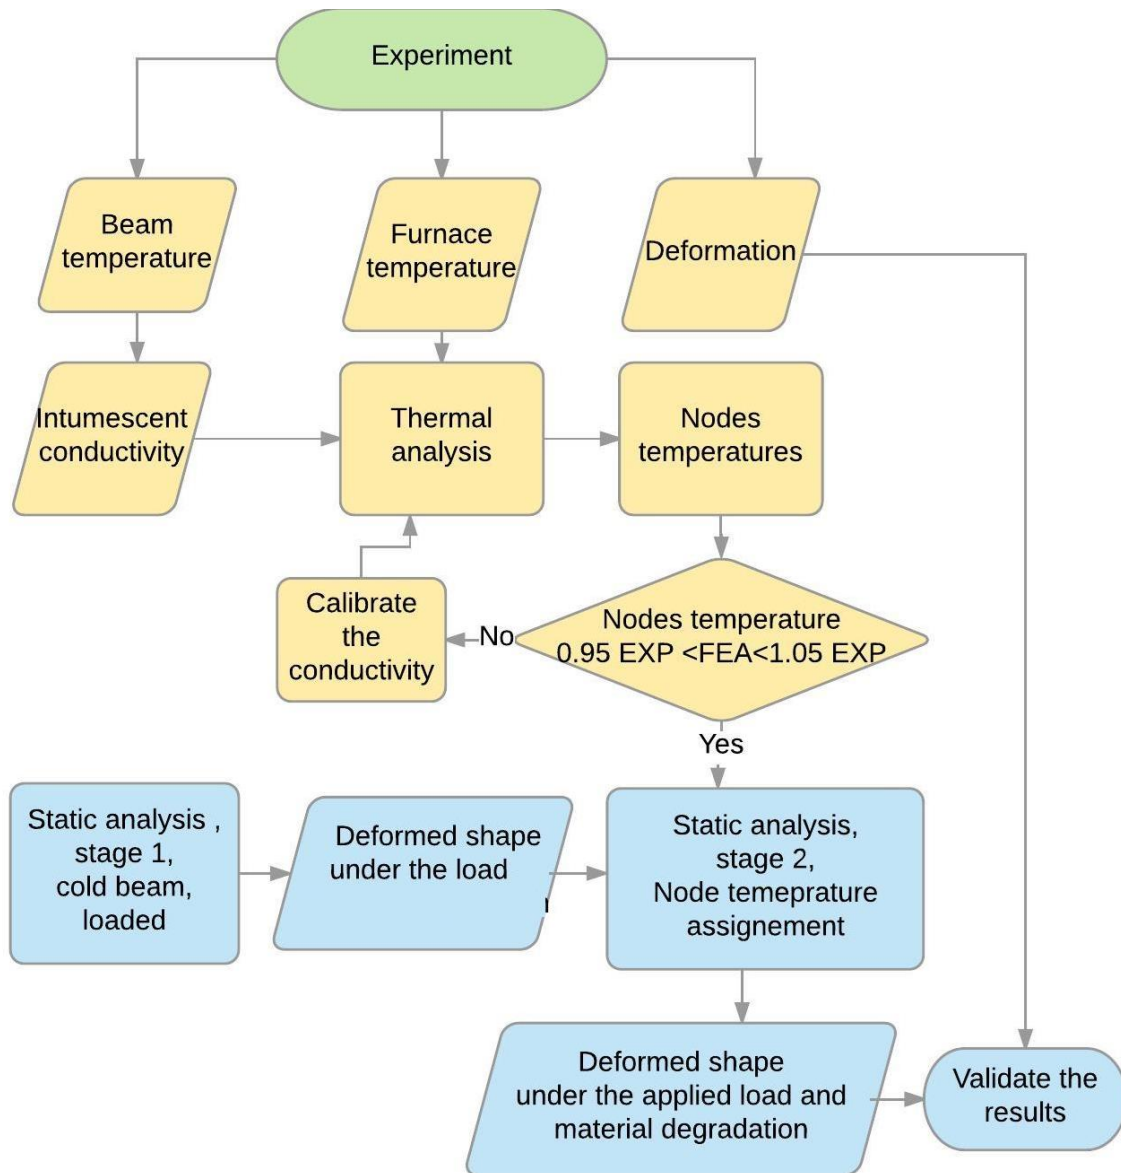 Experiment
Beam
temperature
Furnace
temperature
Deformation
Intumescent
conductivity
Thermal
analysis
Nodes
temperatures
Calibrate
the
conductivity
No
Nodes temperature
0.95 EXP <FEA<1.05 EXP
Yes
Static analysis ,
stage 1,
cold beam,
loaded
Deformed shape
under the load
Static analysis,
stage 2,
Node temeprature
assignement
Deformed shape
under the applied load and
material degradation
Validate the
results